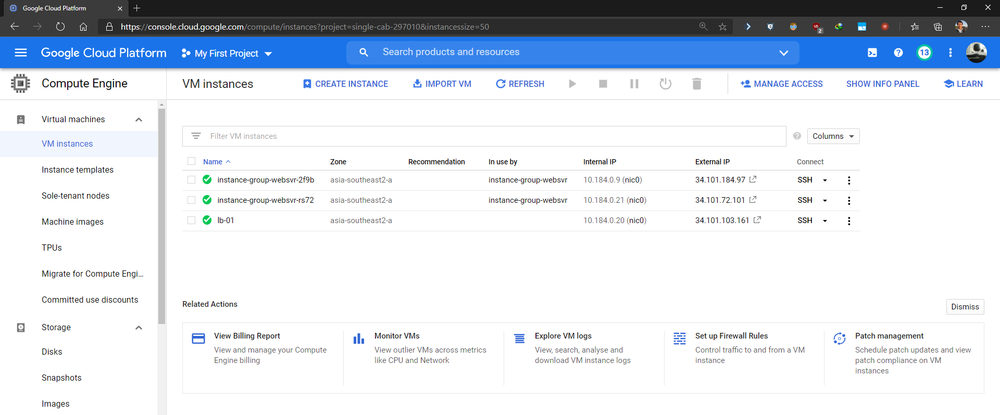 Google Cloud Platform
https://console.cloud.google.com/compute/instances?project=single-cab-297010&instancessize=50
2
Google Cloud Platform
My First Project
Search products and resources
13
Compute Engine
VM instances
CREATE INSTANCE
IMPORT VM
REFRESH
MANAGE ACCESS
SHOW INFO PANEL
LEARN
Virtual machines
VM instances
Instance templates
Sole-tenant nodes
Machine images
TPUs
Migrate for Compute Engi...
Committed use discounts
Storage
Disks
Snapshots
Images
Filter VM instances
Columns
Name Zone Recommendation In use by Internal IP External IP Connect
instance-group-websvr-2f9b asia-southeast2-a instance-group-websvr 10.184.0.9 (nic0) 34.101.184.97 SSH
instance-group-websvr-rs72 asia-southeast2-a instance-group-websvr 10.184.0.21 (nic0) 34.101.72.101 SSH
lb-01 asia-southeast2-a 10.184.0.20 (nic0) 34.101.103.161 SSH
Related Actions
Dismiss
View Billing Report
View and manage your Compute
Engine billing
Monitor VMs
View outlier VMs across metrics
like CPU and Network
Explore VM logs
View, search, analyse and
download VM instance logs
Set up Firewall Rules
Control traffic to and from a VM
instance
Patch management
Schedule patch updates and view
patch compliance on VM
instances